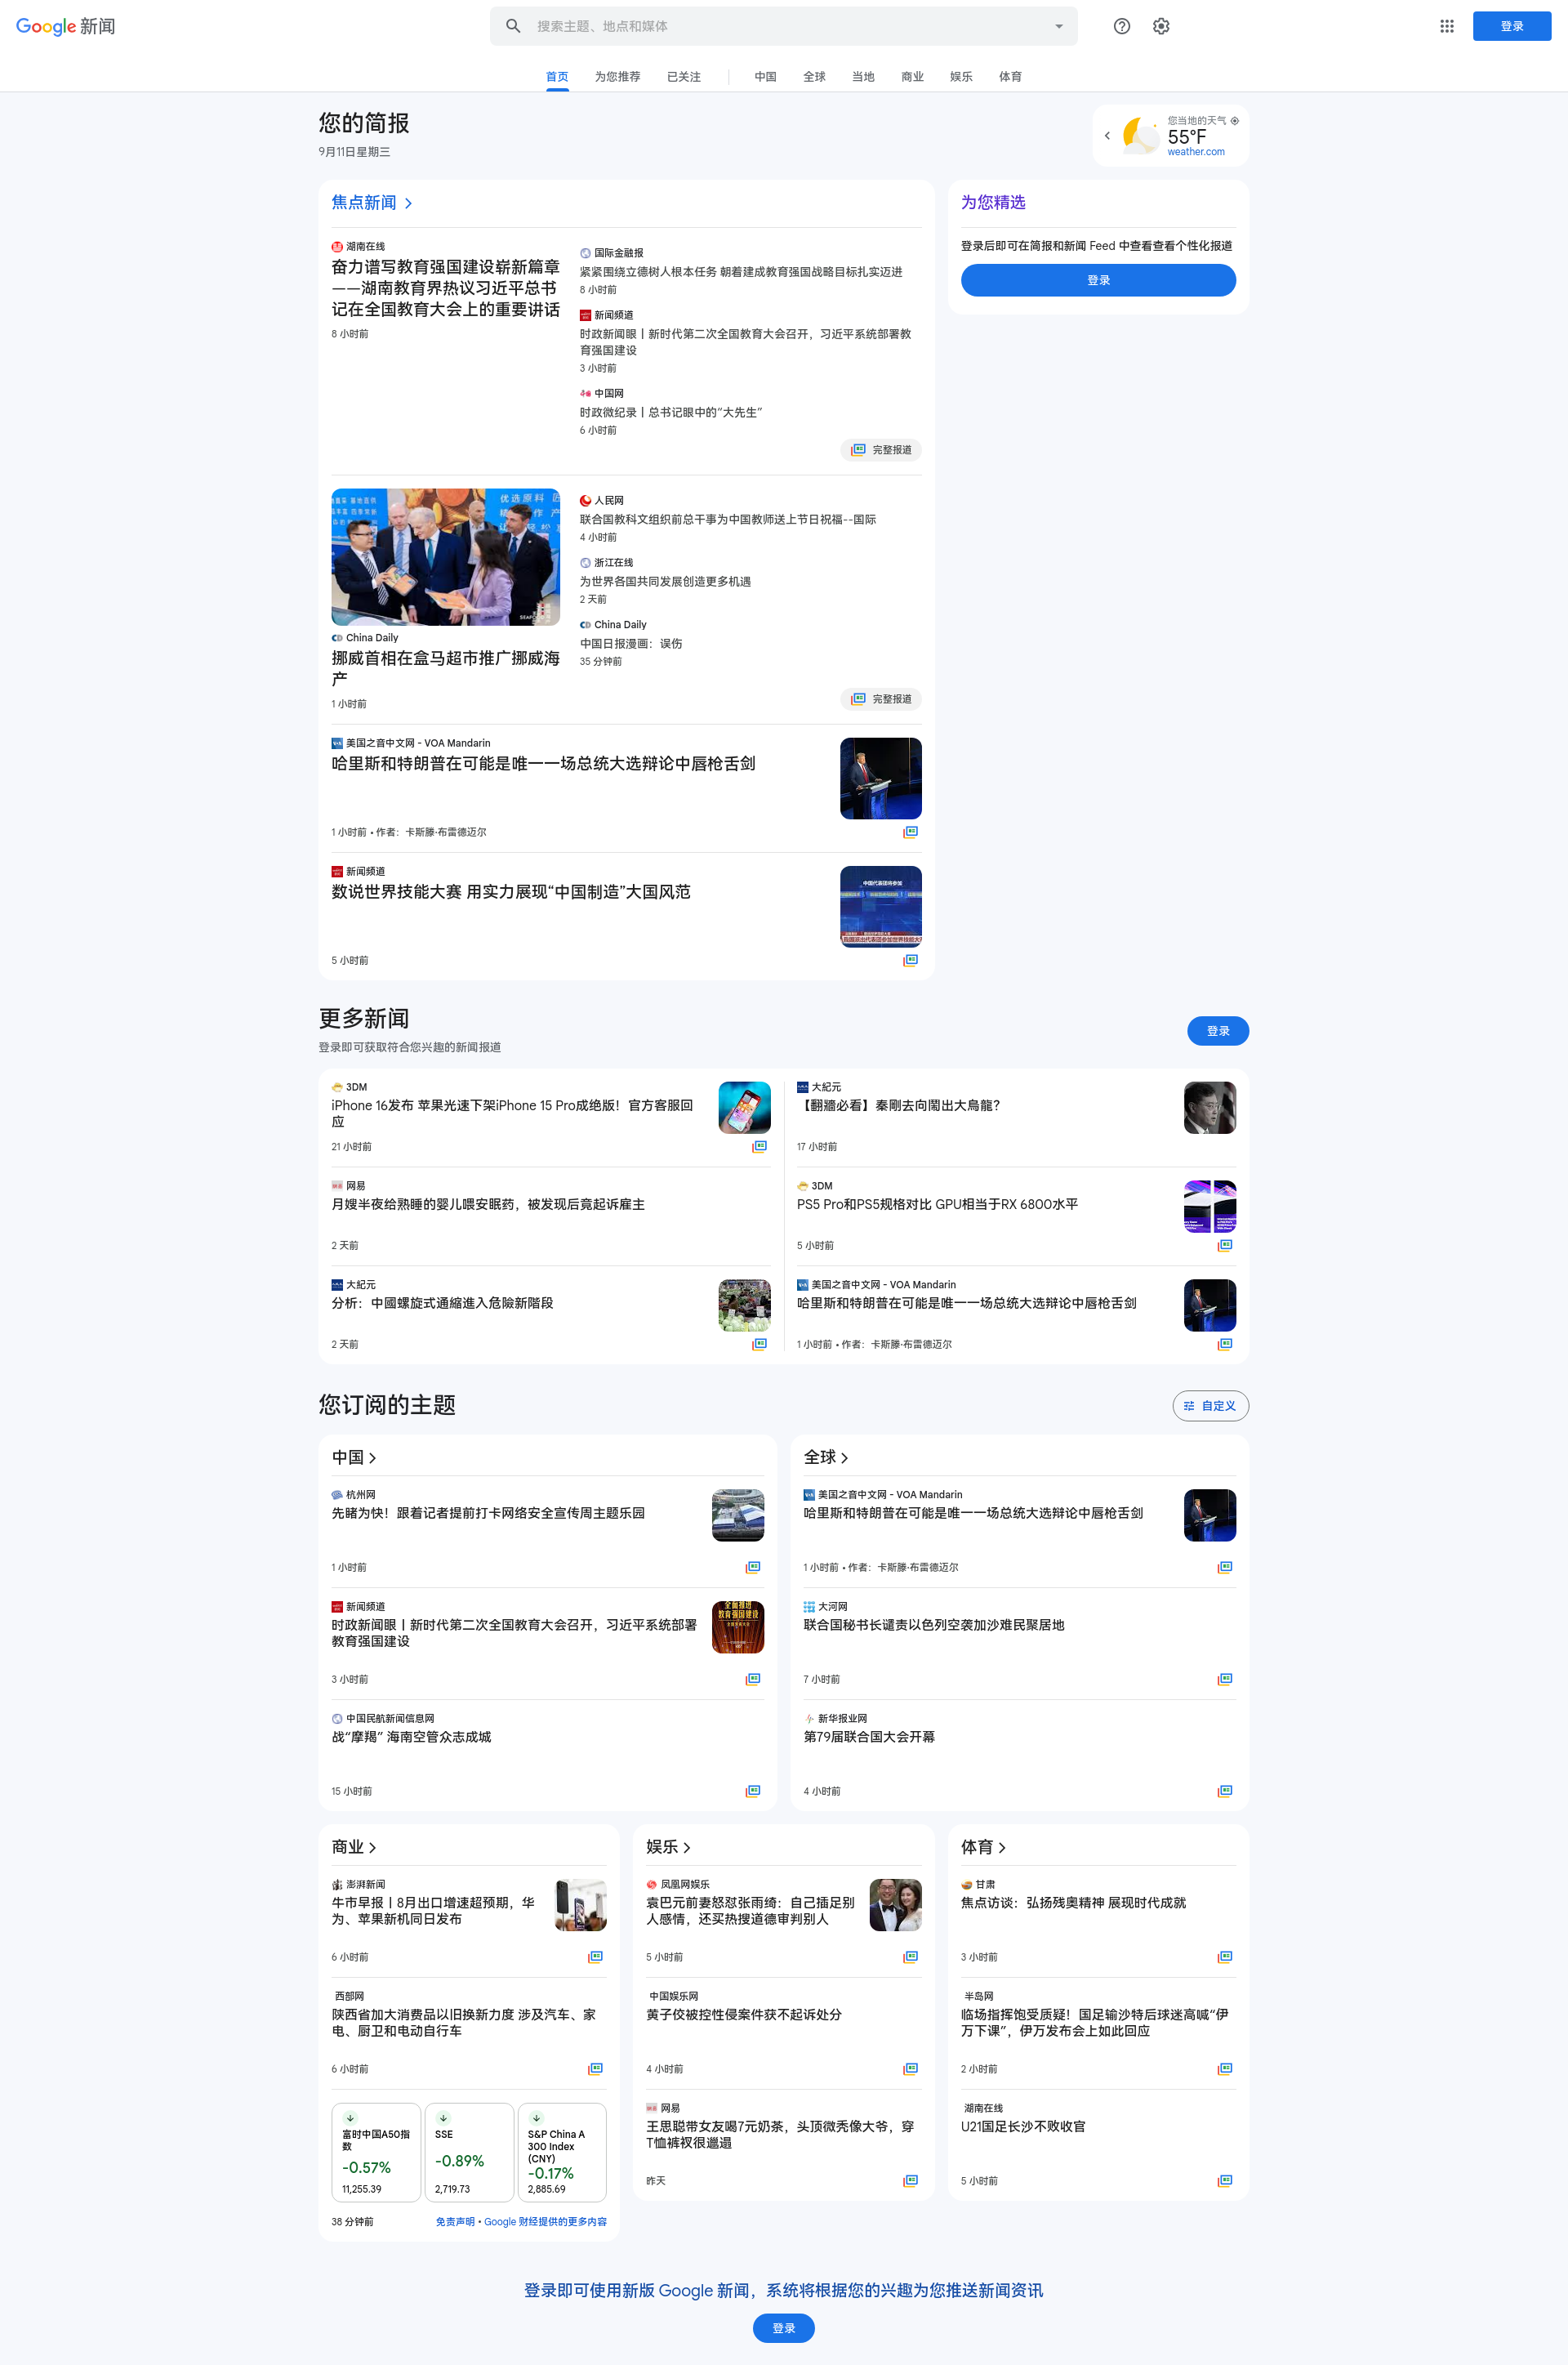 Google 新闻
搜索主题、地点和媒体
登录
首页 为您推荐 已关注 中国 全球 当地 商业 娱乐 体育
您的简报
9月11日星期三
您当地的天气
55°F
weather.com
焦点新闻
湖南在线
奋力谱写教育强国建设崭新篇章
——湖南教育界热议习近平总书
记在全国教育大会上的重要讲话
8 小时前
国际金融报
紧紧围绕立德树人根本任务 朝着建成教育强国战略目标扎实迈进
8 小时前
新闻频道
时政新闻眼丨新时代第二次全国教育大会召开，习近平系统部署教
育强国建设
3 小时前
中国网
时政微纪录丨总书记眼中的“大先生”
6 小时前
完整报道
为您精选
登录后即可在简报和新闻 Feed 中查看查看个性化报道
登录
China Daily
挪威首相在盒马超市推广挪威海
产
1 小时前
人民网
联合国教科文组织前总干事为中国教师送上节日祝福--国际
4 小时前
浙江在线
为世界各国共同发展创造更多机遇
2 天前
China Daily
中国日报漫画：误伤
35 分钟前
完整报道
美国之音中文网 - VOA Mandarin
哈里斯和特朗普在可能是唯一一场总统大选辩论中唇枪舌剑
1 小时前 • 作者：卡斯滕·布雷德迈尔
新闻频道
数说世界技能大赛 用实力展现“中国制造”大国风范
中国代表团将参加
5 小时前
更多新闻
登录即可获取符合您兴趣的新闻报道
登录
3DM
iPhone 16发布 苹果光速下架iPhone 15 Pro成绝版！官方客服回
应
21 小时前
大紀元
【翻牆必看】秦剛去向鬧出大烏龍？
17 小时前
网易
月嫂半夜给熟睡的婴儿喂安眠药，被发现后竟起诉雇主
2 天前
3DM
PS5 Pro和PS5规格对比 GPU相当于RX 6800水平
5 小时前
大紀元
分析：中國螺旋式通縮進入危險新階段
2 天前
美国之音中文网 - VOA Mandarin
哈里斯和特朗普在可能是唯一一场总统大选辩论中唇枪舌剑
1 小时前 • 作者：卡斯滕·布雷德迈尔
您订阅的主题
自定义
中国
杭州网
先睹为快！跟着记者提前打卡网络安全宣传周主题乐园
1 小时前
新闻频道
时政新闻眼丨新时代第二次全国教育大会召开，习近平系统部署
教育强国建设
3 小时前
中国民航新闻信息网
战“摩羯” 海南空管众志成城
15 小时前
全球
美国之音中文网 - VOA Mandarin
哈里斯和特朗普在可能是唯一一场总统大选辩论中唇枪舌剑
1 小时前 • 作者：卡斯滕·布雷德迈尔
大河网
联合国秘书长谴责以色列空袭加沙难民聚居地
7 小时前
新华报业网
第79届联合国大会开幕
4 小时前
商业
澎湃新闻
牛市早报丨8月出口增速超预期，华
为、苹果新机同日发布
6 小时前
西部网
陕西省加大消费品以旧换新力度 涉及汽车、家
电、厨卫和电动自行车
6 小时前
富时中国A50指
数
-0.57%
11,255.39
SSE
-0.89%
2,719.73
S&P China A
300 Index
(CNY)
-0.17%
2,885.69
38 分钟前
免责声明 • Google 财经提供的更多内容
娱乐
凤凰网娱乐
袁巴元前妻怒怼张雨绮：自己插足别
人感情，还买热搜道德审判别人
5 小时前
中国娱乐网
黄子佼被控性侵案件获不起诉处分
4 小时前
网易
王思聪带女友喝7元奶茶，头顶微秃像大爷，穿
T恤裤衩很邋遢
昨天
体育
甘肃
焦点访谈：弘扬残奥精神 展现时代成就
3 小时前
半岛网
临场指挥饱受质疑！国足输沙特后球迷高喊“伊
万下课”，伊万发布会上如此回应
2 小时前
湖南在线
U21国足长沙不败收官
5 小时前
登录即可使用新版 Google 新闻，系统将根据您的兴趣为您推送新闻资讯
登录